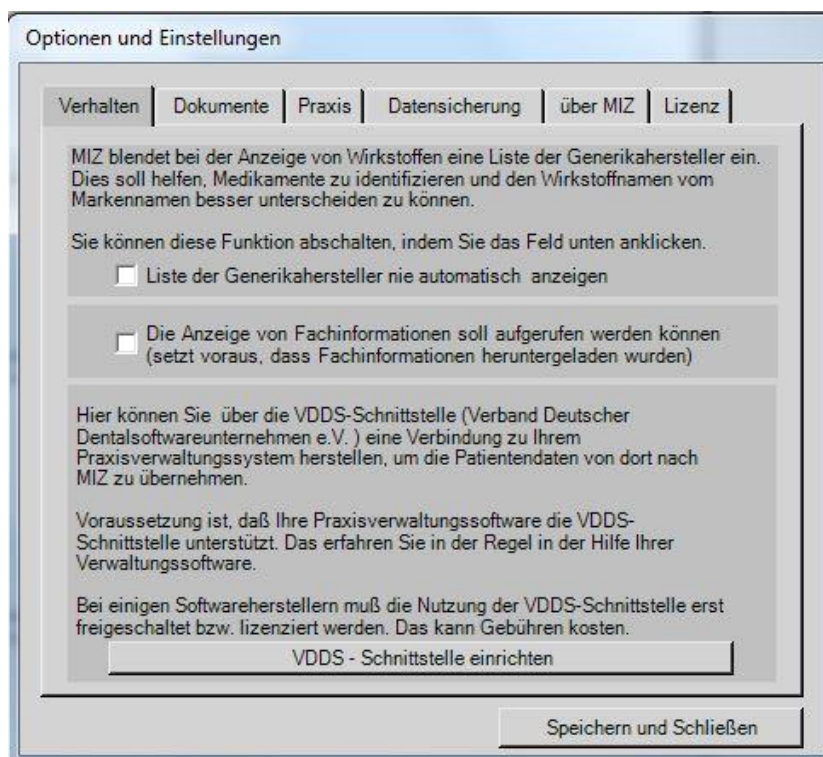 Optionen und Einstellungen
Verhalten Dokumente Praxis Datensicherung über MIZ Lizenz
MIZ blendet bei der Anzeige von Wirkstoffen eine Liste der Generikahersteller ein.
Dies soll helfen, Medikamente zu identifizieren und den Wirkstoffnamen vom
Markennamen besser unterscheiden zu können.
Sie können diese Funktion abschalten, indem Sie das Feld unten anklicken.
Liste der Generikahersteller nie automatisch anzeigen
Die Anzeige von Fachinformationen soll aufgerufen werden können
(setzt voraus, dass Fachinformationen heruntergeladen wurden)
Hier können Sie über die VDDS-Schnittstelle (Verband Deutscher
Dentalsoftwareunternehmen e.V. ) eine Verbindung zu Ihrem
Praxisverwaltungssystem herstellen, um die Patientendaten von dort nach
MIZ zu übernehmen.
Voraussetzung ist, daß Ihre Praxisverwaltungssoftware die VDDS-
Schnittstelle unterstützt. Das erfahren Sie in der Regel in der Hilfe Ihrer
Verwaltungssoftware.
Bei einigen Softwareherstellern muß die Nutzung der VDDS-Schnittstelle erst
freigeschaltet bzw. lizenziert werden. Das kann Gebühren kosten.
VDDS - Schnittstelle einrichten
Speichern und Schließen